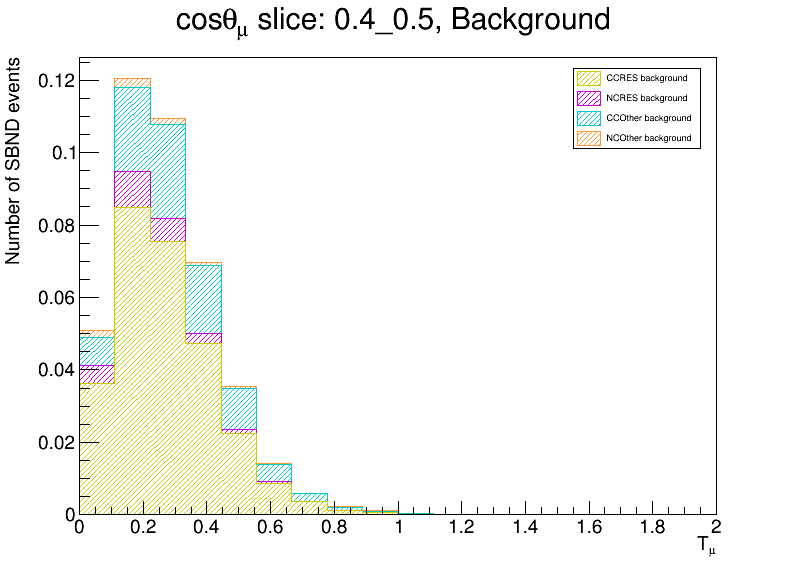 cosθμ slice: 0.4_0.5, Background
Number of SBND events
0.12
0.1
0.08
0.06
0.04
0.02
0
CCRES background
NCRES background
CCOther background
NCOther background
0 0.2 0.4 0.6 0.8 1 1.2 1.4 1.6 1.8 2
Tμ